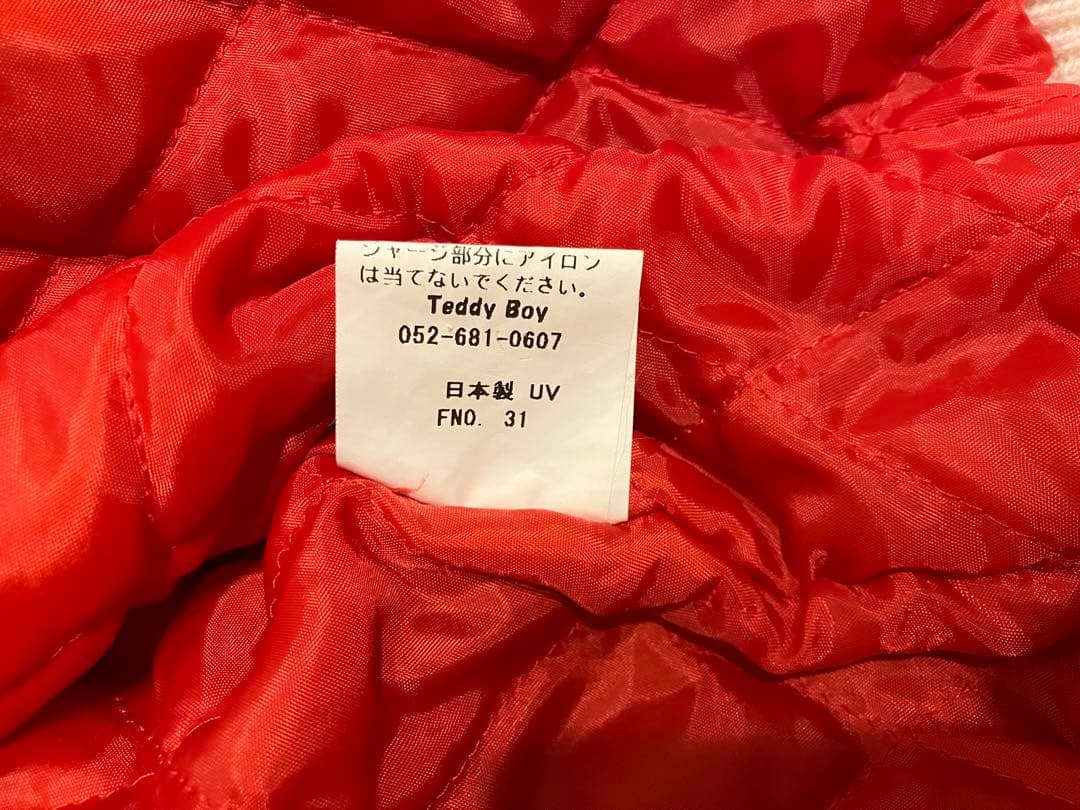 ジャージ部分にアイロン
は当てないでください。
Teddy Boy
052-681-0607
日本製 UV
FNO. 31